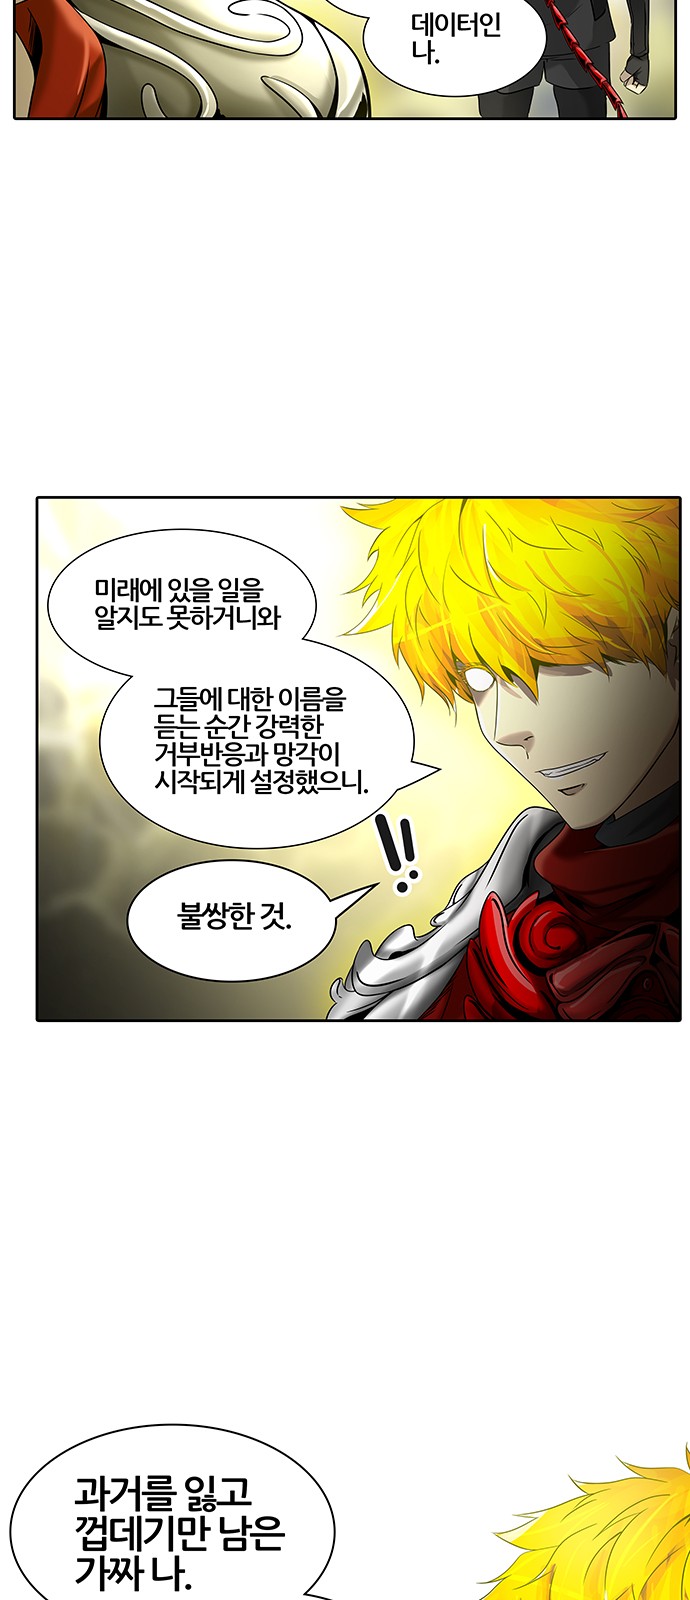 데이터인
나.
미래에 있을 일을
알지도 못하거니와
그들에 대한 이름을
듣는 순간 강력한
거부반응과 망각이
시작되게 설정했으니.
!!
불쌍한 것.
과거를 잃고
껍데기만 남은
가짜 나.